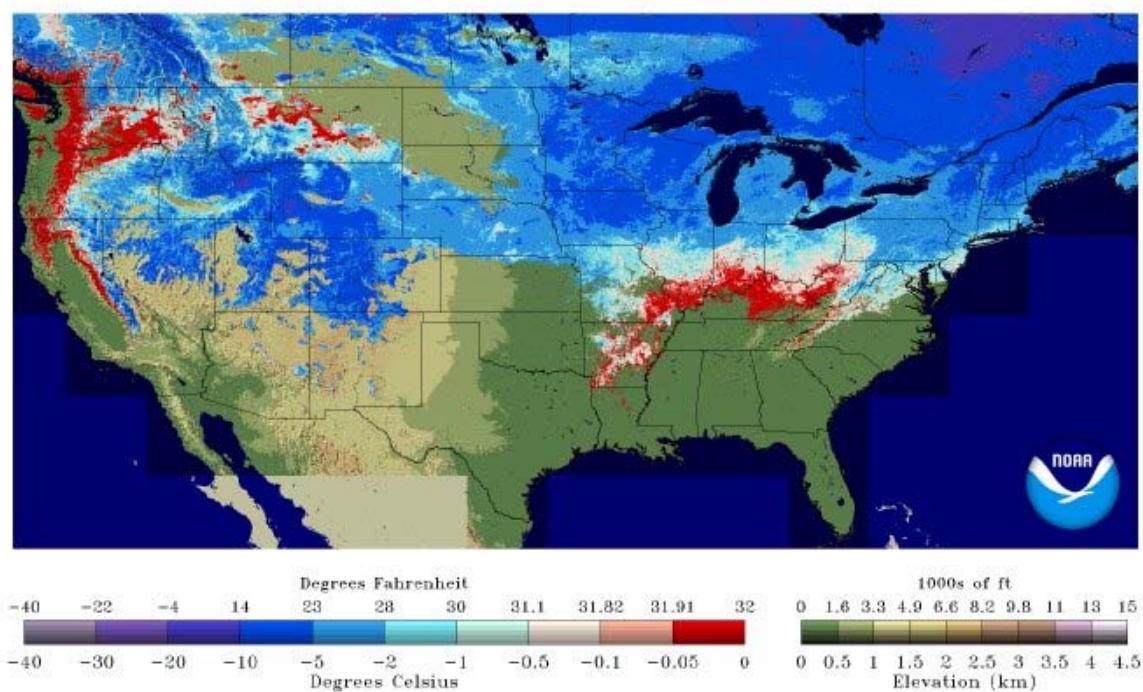 NOAA
Degrees Fahrenheit
−40 −22 −4 14 23 28 30 31.1 31.82 31.91 32
−40 −30 −20 −10 −5 −2 −1 −0.5 −0.1 −0.05 0
Degrees Celsius
1000s of ft
0 1.6 3.3 4.9 6.6 8.2 9.8 11 13 15
0 0.5 1 1.5 2 2.5 3 3.5 4 4.5
Elevation (km)